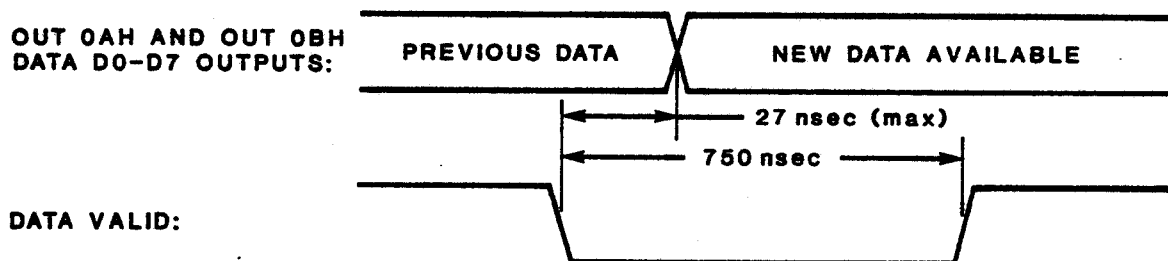 OUT 0AH AND OUT 0BH
DATA D0-D7 OUTPUTS:
PREVIOUS DATA
NEW DATA AVAILABLE
27 nsec (max)
750 nsec
DATA VALID: